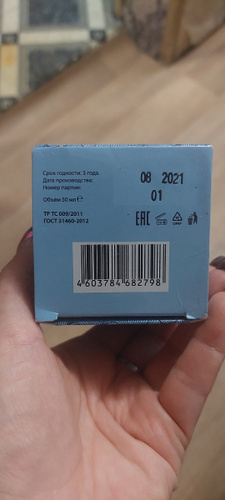 Срок годности: 3 года.
Дата производства: 08 2021
Номер партии: 01
Объем 50 мл ℮
ТР ТС 009/2011
ГОСТ 31460-2012
EAC
4603784682798